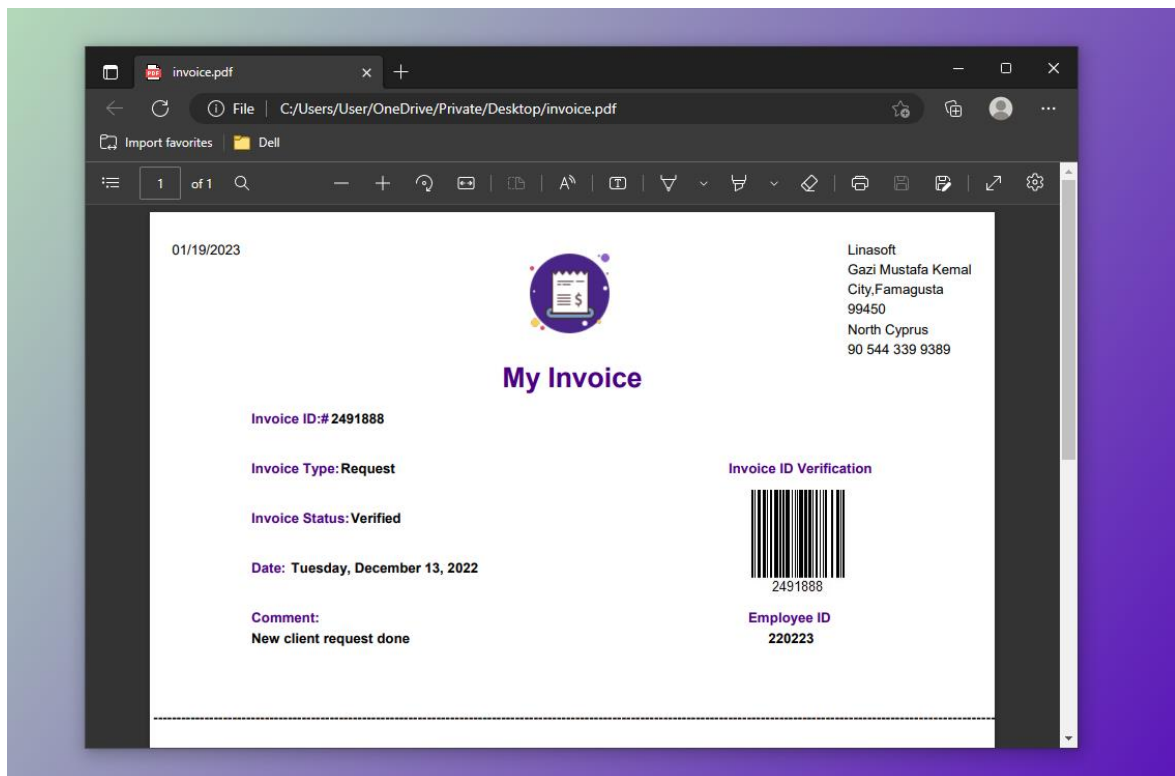 invoice.pdf
File | C:/Users/User/OneDrive/Private/Desktop/invoice.pdf
Import favorites Dell
1 of 1
01/19/2023
Linasoft
Gazi Mustafa Kemal
City,Famagusta
99450
North Cyprus
90 544 339 9389
$
My Invoice
Invoice ID:# 2491888
Invoice Type: Request
Invoice ID Verification
Invoice Status: Verified
2491888
Date: Tuesday, December 13, 2022
Comment:
New client request done
Employee ID
220223